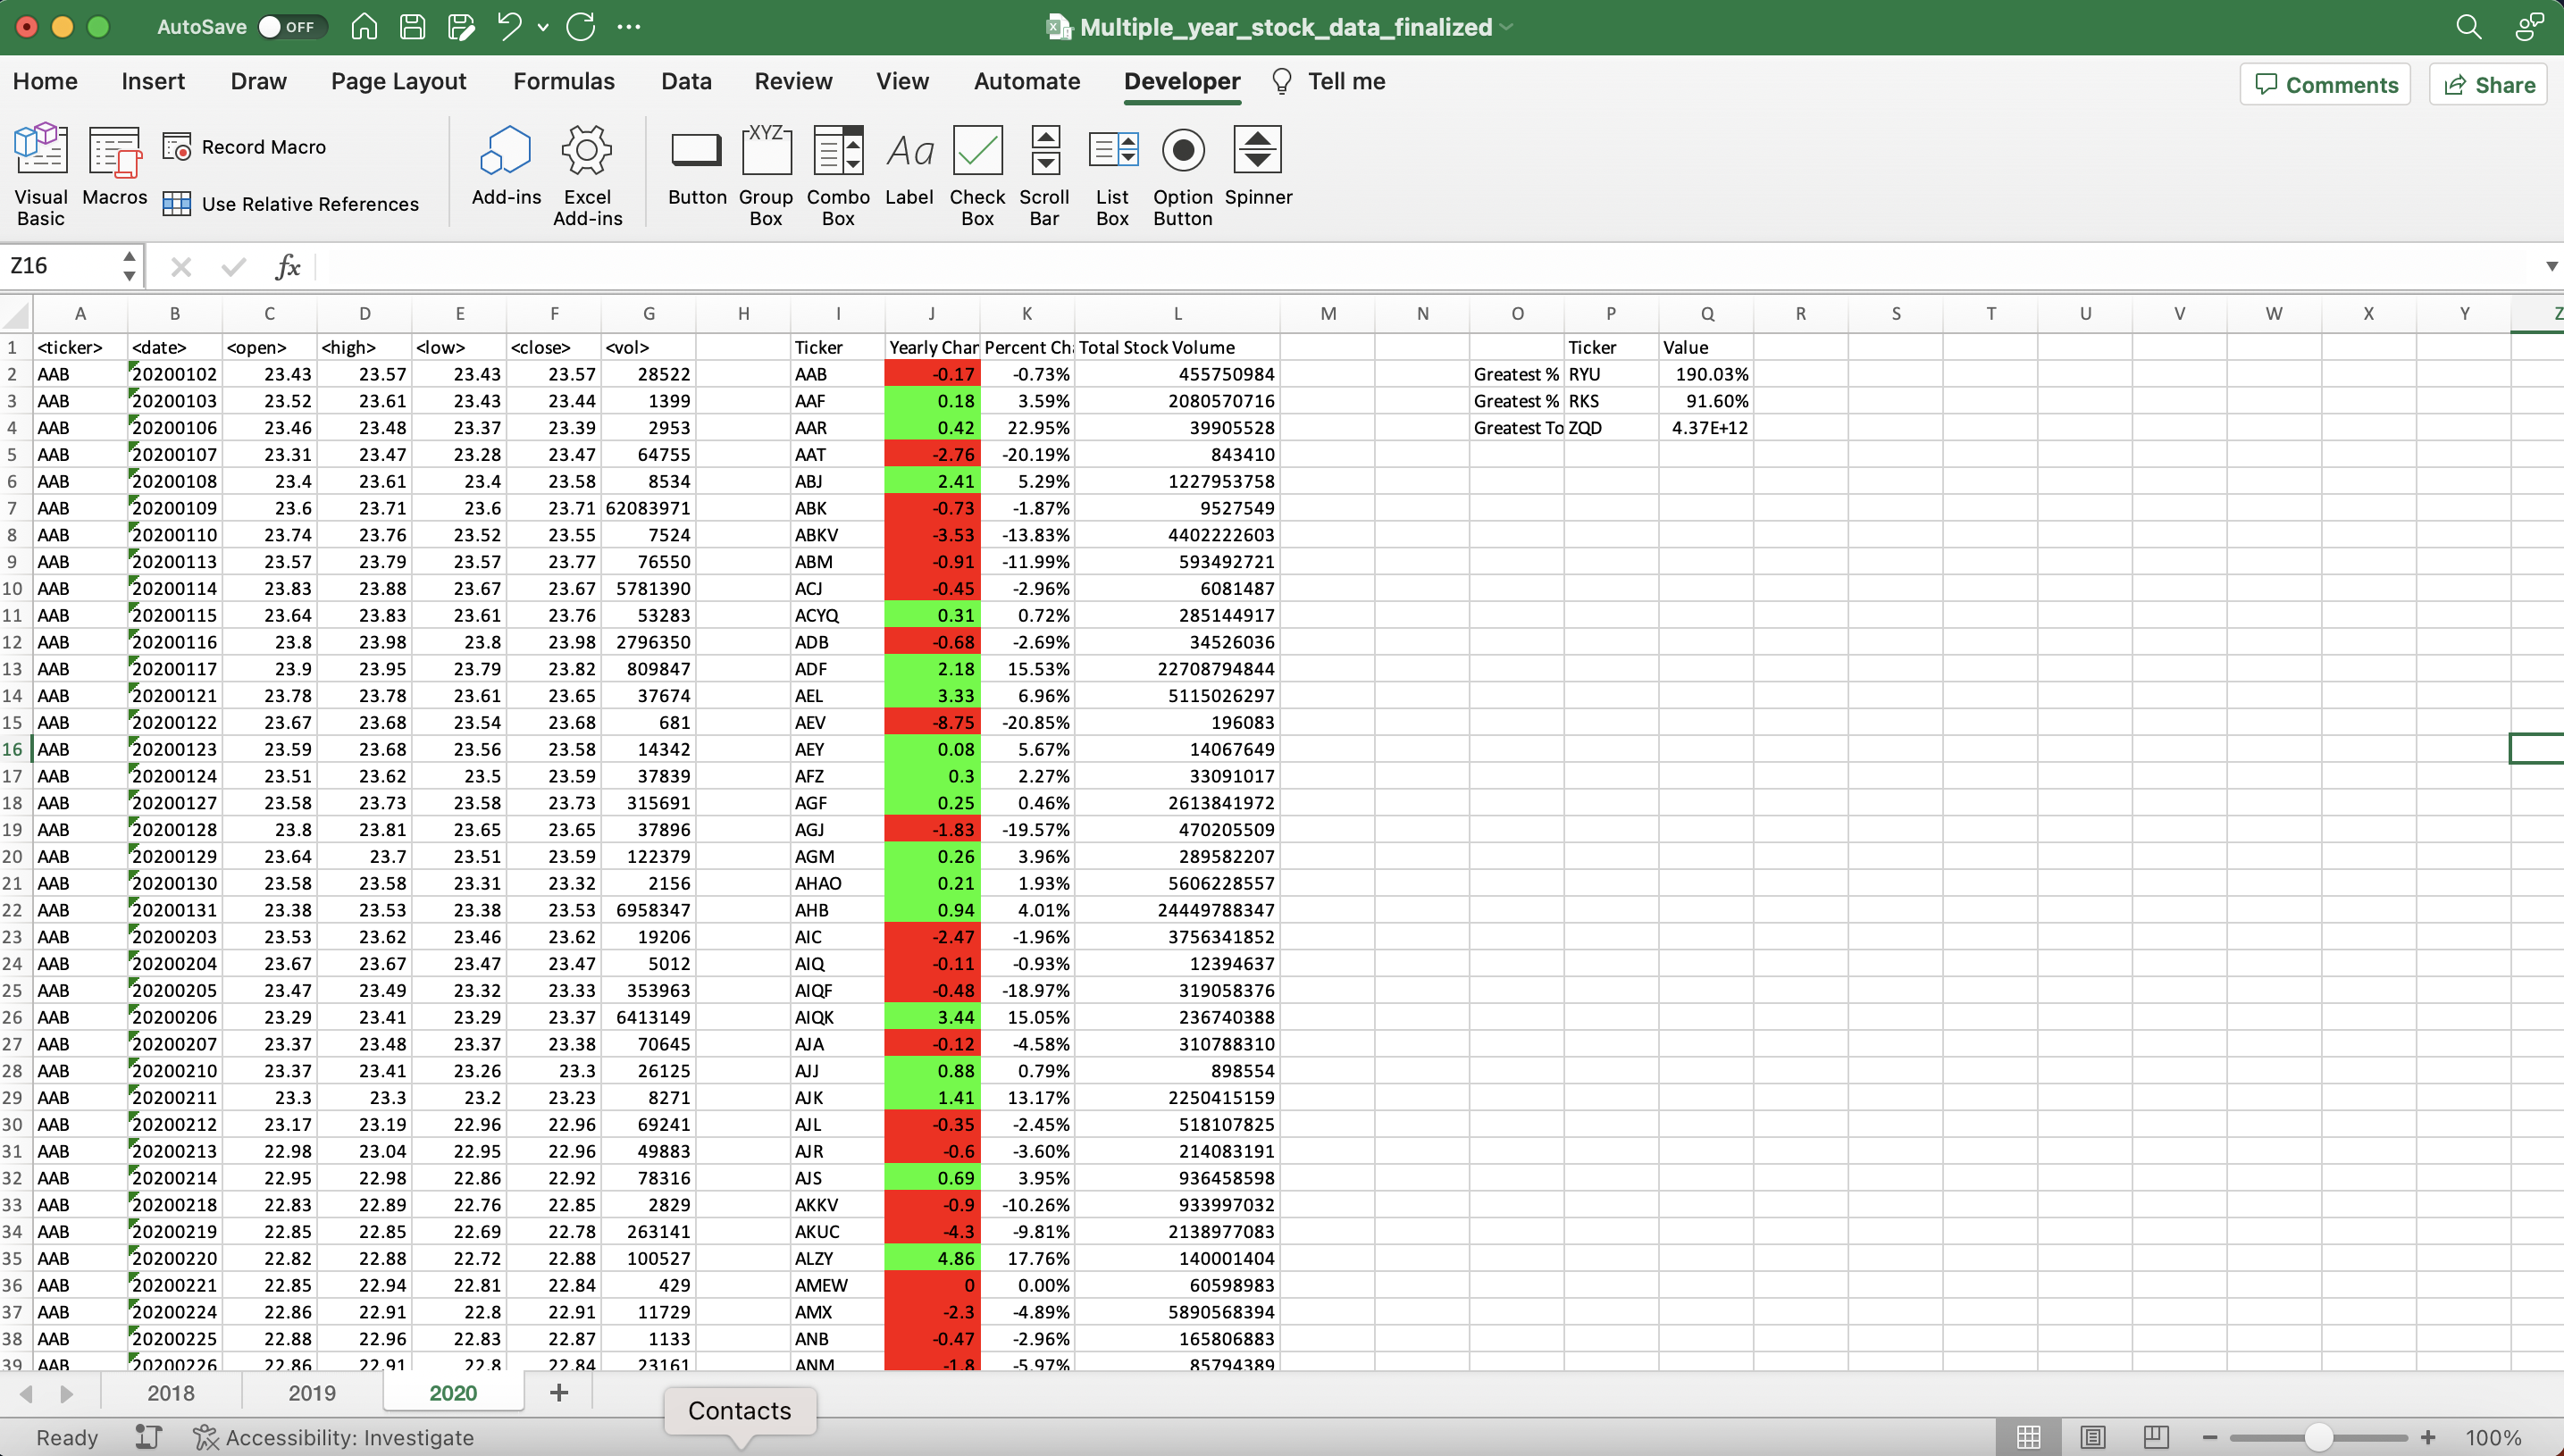 AutoSave OFF Multiple_year_stock_data_finalized
Home Insert Draw Page Layout Formulas Data Review View Automate Developer Tell me Comments Share
Visual Basic Macros Record Macro Use Relative References Add-ins Excel Add-ins Button XYZ Group Box Combo Box Aa Label Check Box Scroll Bar List Box Option Button Spinner
Z16 fx
A B C D E F G H I J K L M N O P Q R S T U V W X Y Z
1 <ticker> <date> <open> <high> <low> <close> <vol> Ticker Yearly Char Percent Ch Total Stock Volume Ticker Value
2 AAB 20200102 23.43 23.57 23.43 23.57 28522 AAB -0.17 -0.73% 455750984 Greatest % RYU 190.03%
3 AAB 20200103 23.52 23.61 23.43 23.44 1399 AAF 0.18 3.59% 2080570716 Greatest % RKS 91.60%
4 AAB 20200106 23.46 23.48 23.37 23.39 2953 AAR 0.42 22.95% 39905528 Greatest To ZQD 4.37E+12
5 AAB 20200107 23.31 23.47 23.28 23.47 64755 AAT -2.76 -20.19% 843410
6 AAB 20200108 23.4 23.61 23.4 23.58 8534 ABJ 2.41 5.29% 1227953758
7 AAB 20200109 23.6 23.71 23.6 23.71 62083971 ABK -0.73 -1.87% 9527549
8 AAB 20200110 23.74 23.76 23.52 23.55 7524 ABKV -3.53 -13.83% 4402222603
9 AAB 20200113 23.57 23.79 23.57 23.77 76550 ABM -0.91 -11.99% 593492721
10 AAB 20200114 23.83 23.88 23.67 23.67 5781390 ACJ -0.45 -2.96% 6081487
11 AAB 20200115 23.64 23.83 23.61 23.76 53283 ACYQ 0.31 0.72% 285144917
12 AAB 20200116 23.8 23.98 23.8 23.98 2796350 ADB -0.68 -2.69% 34526036
13 AAB 20200117 23.9 23.95 23.79 23.82 809847 ADF 2.18 15.53% 22708794844
14 AAB 20200121 23.78 23.78 23.61 23.65 37674 AEL 3.33 6.96% 5115026297
15 AAB 20200122 23.67 23.68 23.54 23.68 681 AEV -8.75 -20.85% 196083
16 AAB 20200123 23.59 23.68 23.56 23.58 14342 AEY 0.08 5.67% 14067649
17 AAB 20200124 23.51 23.62 23.5 23.59 37839 AFZ 0.3 2.27% 33091017
18 AAB 20200127 23.58 23.73 23.58 23.73 315691 AGF 0.25 0.46% 2613841972
19 AAB 20200128 23.8 23.81 23.65 23.65 37896 AGJ -1.83 -19.57% 470205509
20 AAB 20200129 23.64 23.7 23.51 23.59 122379 AGM 0.26 3.96% 289582207
21 AAB 20200130 23.58 23.58 23.31 23.32 2156 AHAO 0.21 1.93% 5606228557
22 AAB 20200131 23.38 23.53 23.38 23.53 6958347 AHB 0.94 4.01% 24449788347
23 AAB 20200203 23.53 23.62 23.46 23.62 19206 AIC -2.47 -1.96% 3756341852
24 AAB 20200204 23.67 23.67 23.47 23.47 5012 AIQ -0.11 -0.93% 12394637
25 AAB 20200205 23.47 23.49 23.32 23.33 353963 AIQF -0.48 -18.97% 319058376
26 AAB 20200206 23.29 23.41 23.29 23.37 6413149 AIQK 3.44 15.05% 236740388
27 AAB 20200207 23.37 23.48 23.37 23.38 70645 AJA -0.12 -4.58% 310788310
28 AAB 20200210 23.37 23.41 23.26 23.3 26125 AJJ 0.88 0.79% 898554
29 AAB 20200211 23.3 23.3 23.2 23.23 8271 AJK 1.41 13.17% 2250415159
30 AAB 20200212 23.17 23.19 22.96 22.96 69241 AJL -0.35 -2.45% 518107825
31 AAB 20200213 22.98 23.04 22.95 22.96 49883 AJR -0.6 -3.60% 214083191
32 AAB 20200214 22.95 22.98 22.86 22.92 78316 AJS 0.69 3.95% 936458598
33 AAB 20200218 22.83 22.89 22.76 22.85 2829 AKKV -0.9 -10.26% 933997032
34 AAB 20200219 22.85 22.85 22.69 22.78 263141 AKUC -4.3 -9.81% 2138977083
35 AAB 20200220 22.82 22.88 22.72 22.88 100527 ALZY 4.86 17.76% 140001404
36 AAB 20200221 22.85 22.94 22.81 22.84 429 AMEW 0 0.00% 60598983
37 AAB 20200224 22.86 22.91 22.8 22.91 11729 AMX -2.3 -4.89% 5890568394
38 AAB 20200225 22.88 22.96 22.83 22.87 1133 ANB -0.47 -2.96% 165806883
39 AAB 20200226 22.86 22.91 22.8 22.84 23161 ANM -1.8 -5.97% 85794389
2018 2019 2020 +
Contacts
Ready Accessibility: Investigate 100%